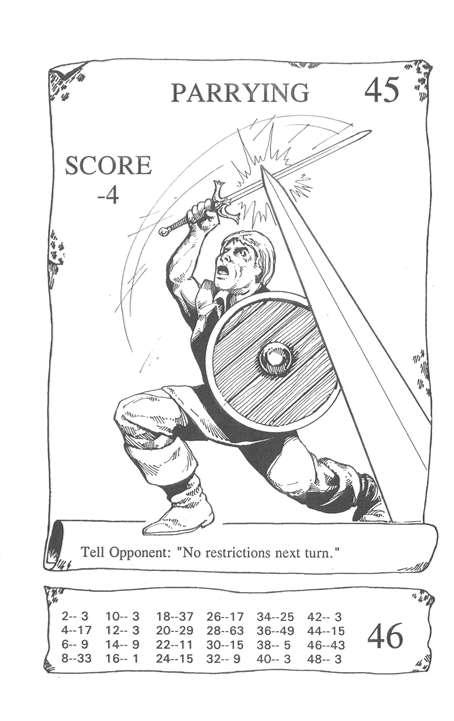 PARRYING 45
SCORE
-4
Tell Opponent: "No restrictions next turn."
2-- 3 10-- 3 18--37 26--17 34--25 42-- 3
4--17 12-- 3 20--29 28--63 36--49 44--15
6-- 9 14-- 9 22--11 30--15 38-- 5 46--43
8--33 16-- 1 24--15 32-- 9 40-- 3 48-- 3
46